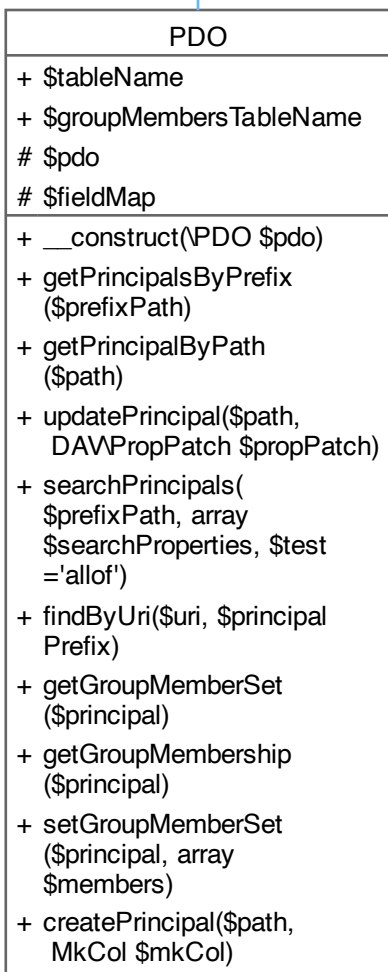 PDO
+ $tableName
+ $groupMembersTableName
# $pdo
# $fieldMap
+ __construct(\PDO $pdo)
+ getPrincipalsByPrefix
($prefixPath)
+ getPrincipalByPath
($path)
+ updatePrincipal($path,
DAV\PropPatch $propPatch)
+ searchPrincipals(
$prefixPath, array
$searchProperties, $test
='allof')
+ findByUri($uri, $principal
Prefix)
+ getGroupMemberSet
($principal)
+ getGroupMembership
($principal)
+ setGroupMemberSet
($principal, array
$members)
+ createPrincipal($path,
MkCol $mkCol)